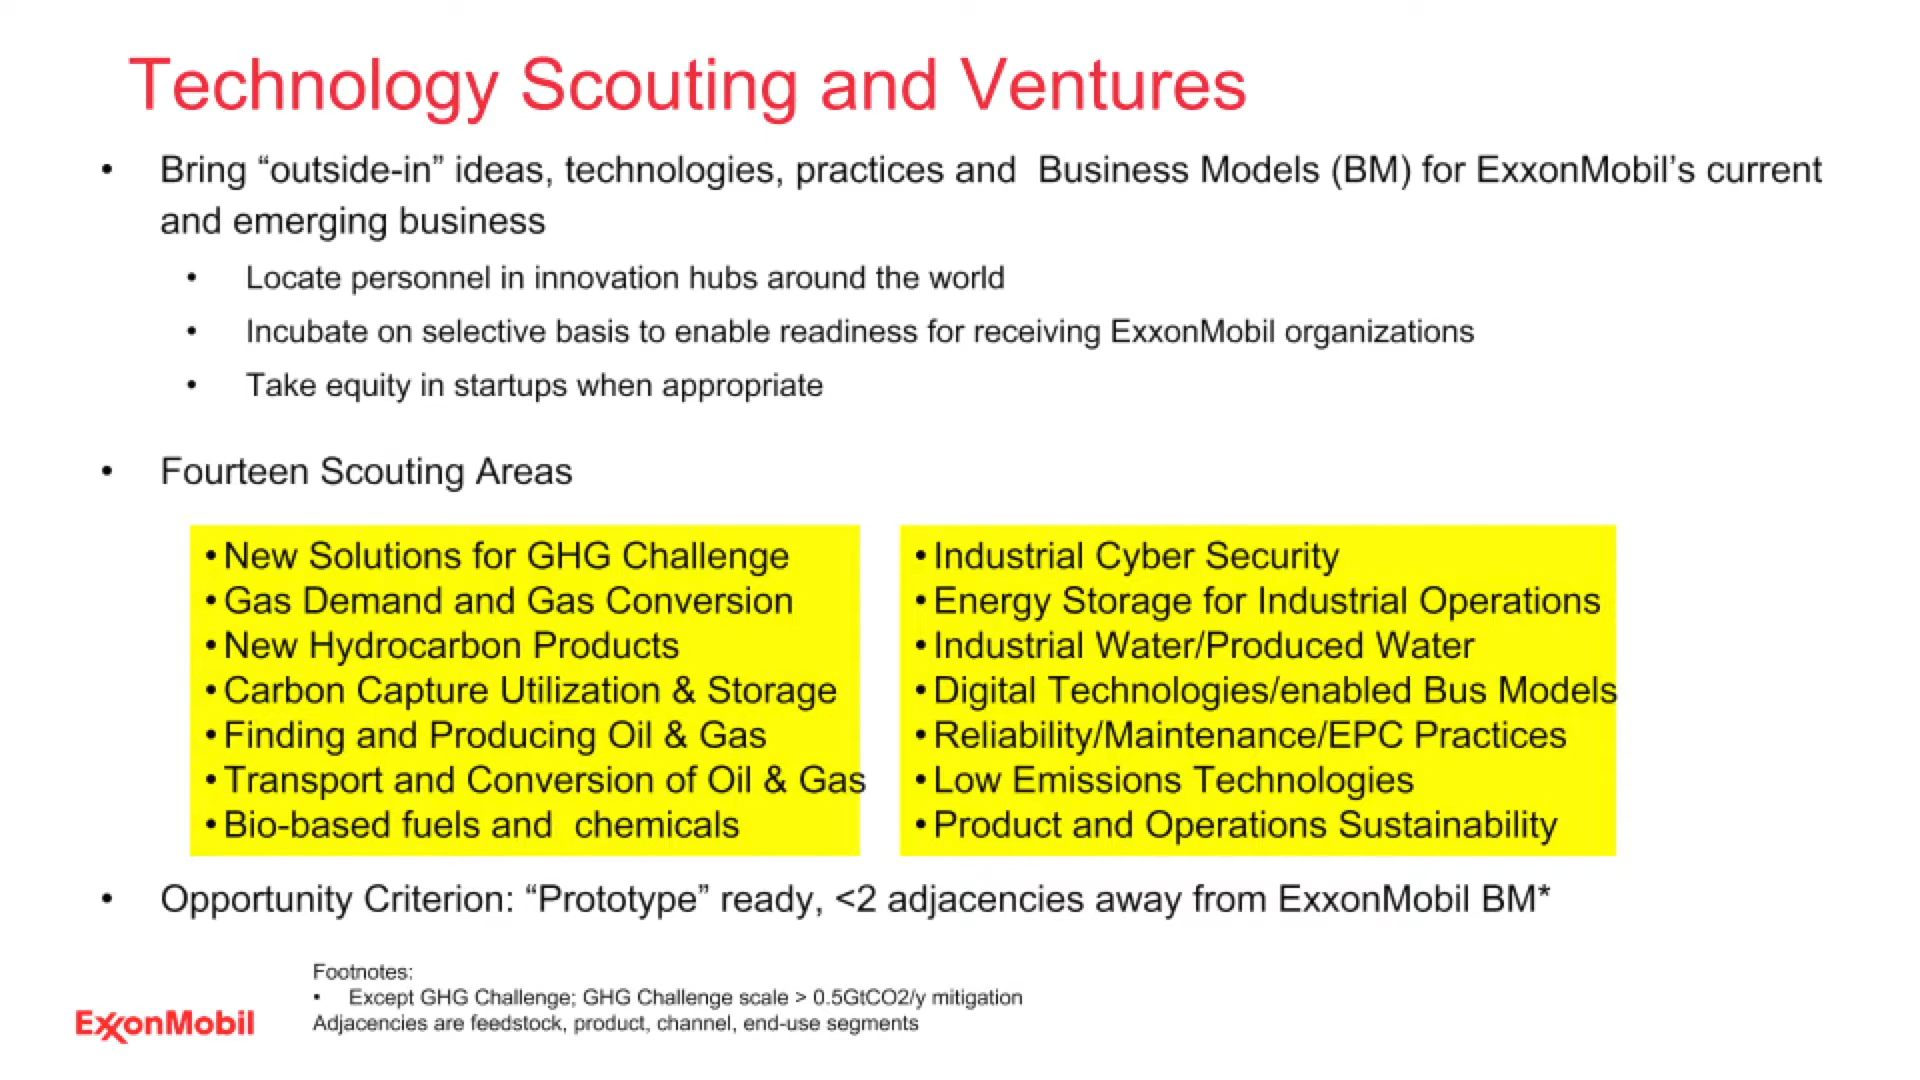 Technology Scouting and Ventures
• Bring “outside-in” ideas, technologies, practices and Business Models (BM) for ExxonMobil’s current
and emerging business
• Locate personnel in innovation hubs around the world
• Incubate on selective basis to enable readiness for receiving ExxonMobil organizations
• Take equity in startups when appropriate
• Fourteen Scouting Areas
• New Solutions for GHG Challenge
• Gas Demand and Gas Conversion
• New Hydrocarbon Products
• Carbon Capture Utilization & Storage
• Finding and Producing Oil & Gas
• Transport and Conversion of Oil & Gas
• Bio-based fuels and chemicals
• Industrial Cyber Security
• Energy Storage for Industrial Operations
• Industrial Water/Produced Water
• Digital Technologies/enabled Bus Models
• Reliability/Maintenance/EPC Practices
• Low Emissions Technologies
• Product and Operations Sustainability
• Opportunity Criterion: “Prototype” ready, <2 adjacencies away from ExxonMobil BM*
Footnotes:
• Except GHG Challenge; GHG Challenge scale > 0.5GtCO2/y mitigation
Adjacencies are feedstock, product, channel, end-use segments
ExxonMobil